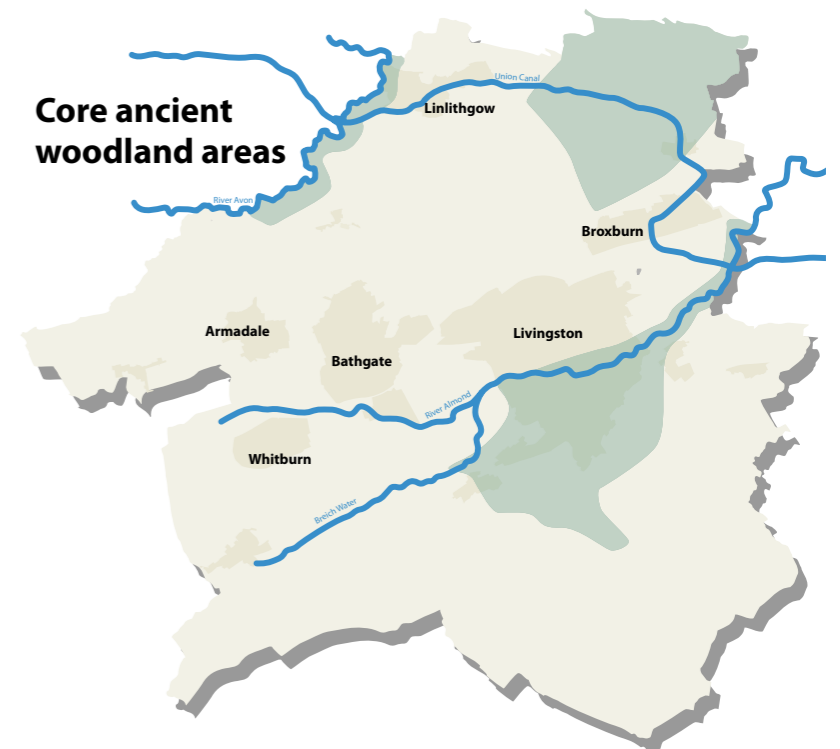 Core ancient
woodland areas
Union Canal
Linlithgow
River Avon
Broxburn
Armadale
Livingston
Bathgate
River Almond
Whitburn
Breich Water